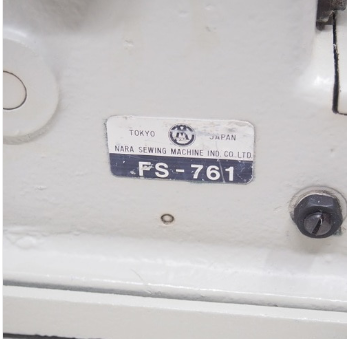 TOKYO JAPAN
NARA SEWING MACHINE IND. CO. LTD.
FS-761